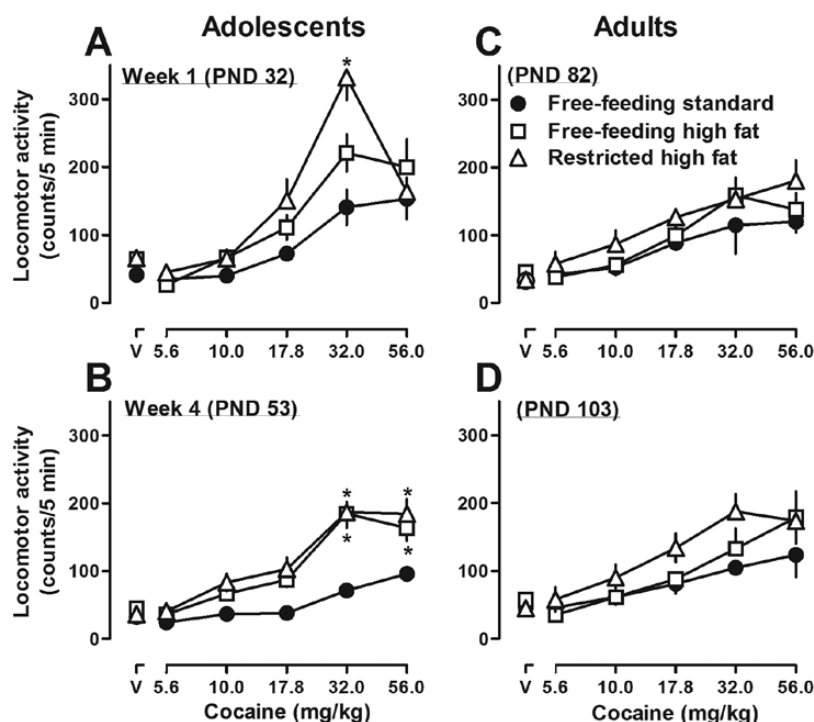 Adolescents
Adults
A
Week 1 (PND 32)
*
Locomotor activity
(counts/5 min)
300
200
100
0
V 5.6 10.0 17.8 32.0 56.0
C
(PND 82)
Free-feeding standard
Free-feeding high fat
Restricted high fat
300
200
100
0
V 5.6 10.0 17.8 32.0 56.0
B
Week 4 (PND 53)
* *
* *
Locomotor activity
(counts/5 min)
300
200
100
0
V 5.6 10.0 17.8 32.0 56.0
Cocaine (mg/kg)
D
(PND 103)
300
200
100
0
V 5.6 10.0 17.8 32.0 56.0
Cocaine (mg/kg)